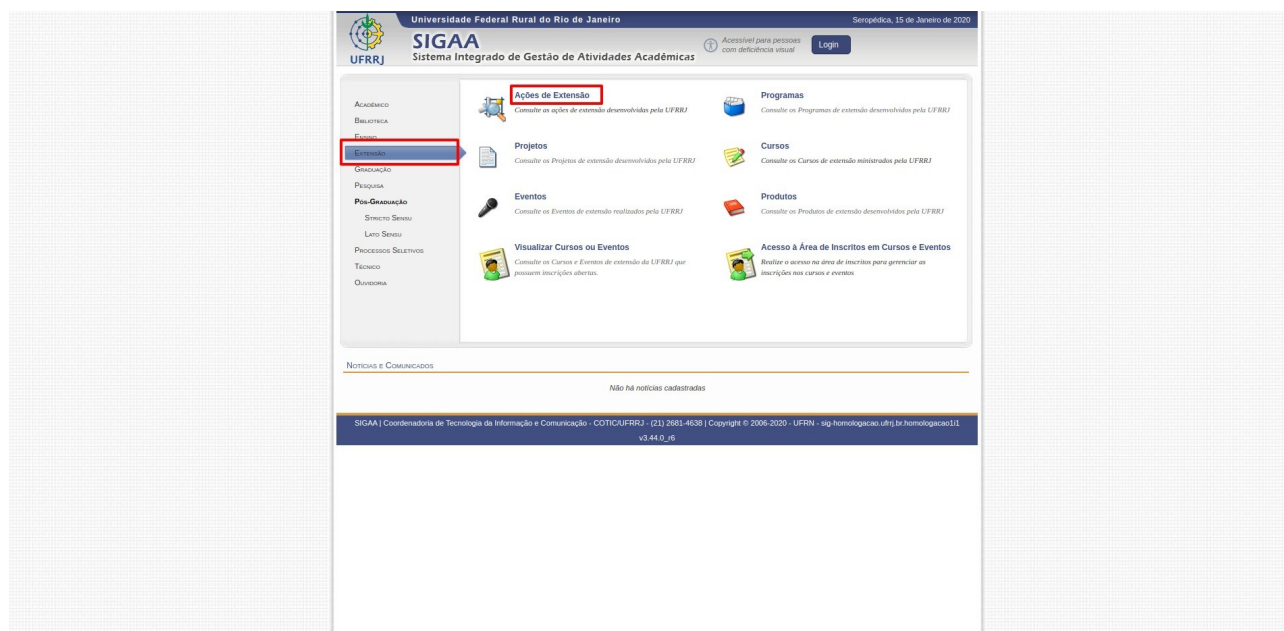 Universidade Federal Rural do Rio de Janeiro
Seropédica, 15 de Janeiro de 2020
UFRRJ
SIGAA
Sistema Integrado de Gestão de Atividades Acadêmicas
Acessível para pessoas
com deficiência visual
Login
Acadêmico
Biblioteca
Ensino
Extensão
Graduação
Pesquisa
Pós-Graduação
Stricto Sensu
Lato Sensu
Processos Seletivos
Técnico
Ouvidoria
Ações de Extensão
Consulte as ações de extensão desenvolvidas pela UFRRJ
Programas
Consulte os Programas de extensão desenvolvidos pela UFRRJ
Projetos
Consulte os Projetos de extensão desenvolvidos pela UFRRJ
Cursos
Consulte os Cursos de extensão ministrados pela UFRRJ
Eventos
Consulte os Eventos de extensão realizados pela UFRRJ
Produtos
Consulte os Produtos de extensão desenvolvidos pela UFRRJ
Visualizar Cursos ou Eventos
Consulte os Cursos e Eventos de extensão da UFRRJ que
possuem inscrições abertas.
Acesso à Área de Inscritos em Cursos e Eventos
Realize o acesso na área de inscritos para gerenciar as
inscrições nos cursos e eventos
Notícias e Comunicados
Não há notícias cadastradas
SIGAA | Coordenadoria de Tecnologia da Informação e Comunicação - COTIC/UFRRJ - (21) 2681-4638 | Copyright © 2006-2020 - UFRN - sig-homologacao.ufrrj.br.homologacao1i1
v3.44.0_r6